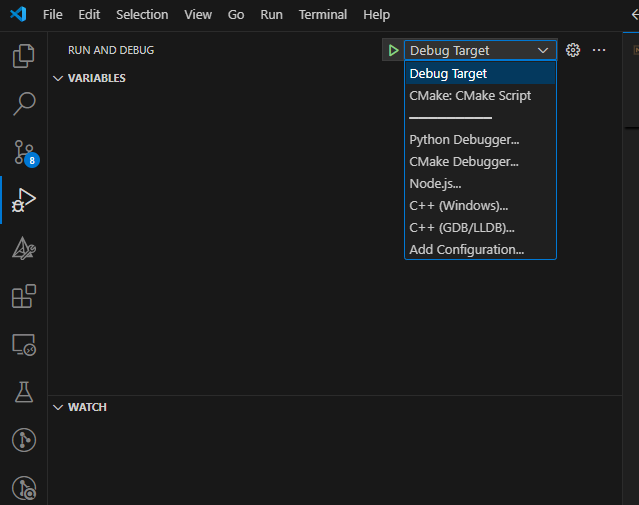 File Edit Selection View Go Run Terminal Help
RUN AND DEBUG
Debug Target
VARIABLES
Debug Target
CMake: CMake Script
Python Debugger...
CMake Debugger...
Node.js...
C++ (Windows)...
C++ (GDB/LLDB)...
Add Configuration...
8
WATCH